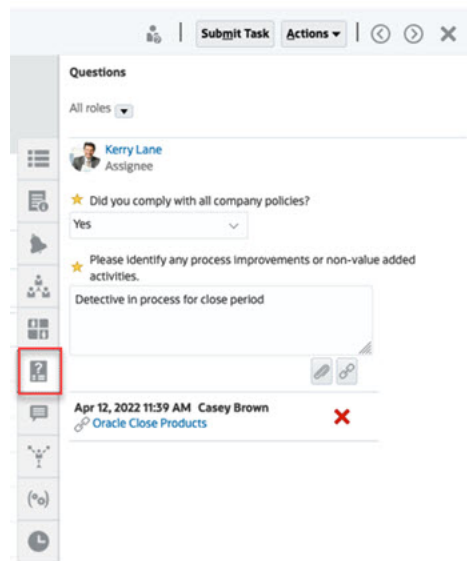 Submit Task Actions
Questions
All roles
Kerry Lane
Assignee
Did you comply with all company policies?
Yes
Please identify any process improvements or non-value added
activities.
Detective in process for close period
Apr 12, 2022 11:39 AM Casey Brown
Oracle Close Products